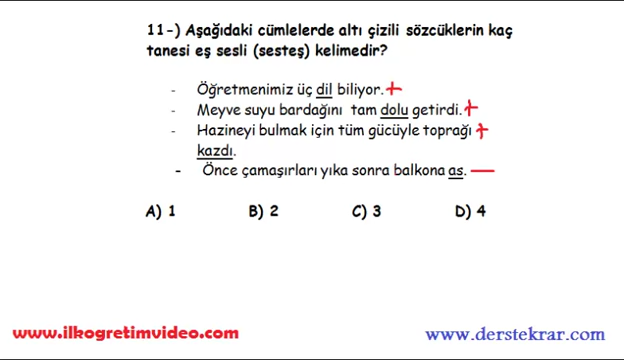 11-) Aşağıdaki cümlelerde altı çizili sözcüklerin kaç
tanesi eş sesli (sesteş) kelimedir?
- Öğretmenimiz üç dil biliyor. +
- Meyve suyu bardağını tam dolu getirdi. +
- Hazineyi bulmak için tüm gücüyle toprağı +
kazdı.
- Önce çamaşırları yıka sonra balkona as. —
A) 1 B) 2 C) 3 D) 4
www.ilkogretimvideo.com www.derstekrar.com